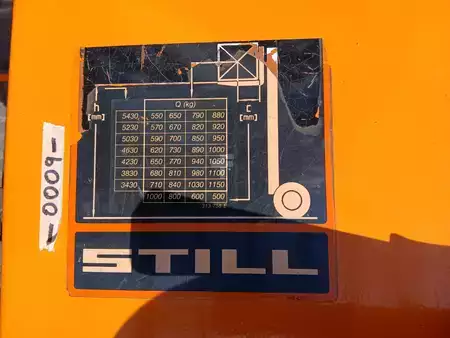 Q (kg)
h [mm]
c [mm]
5430 550 650 790 880
5230 570 670 820 920
5030 590 650 850 950
4630 620 730 890 1000
4230 650 770 940 1050
3830 680 810 980 1100
3430 710 840 1030 1150
1000 800 600 500
-0009-
STILL